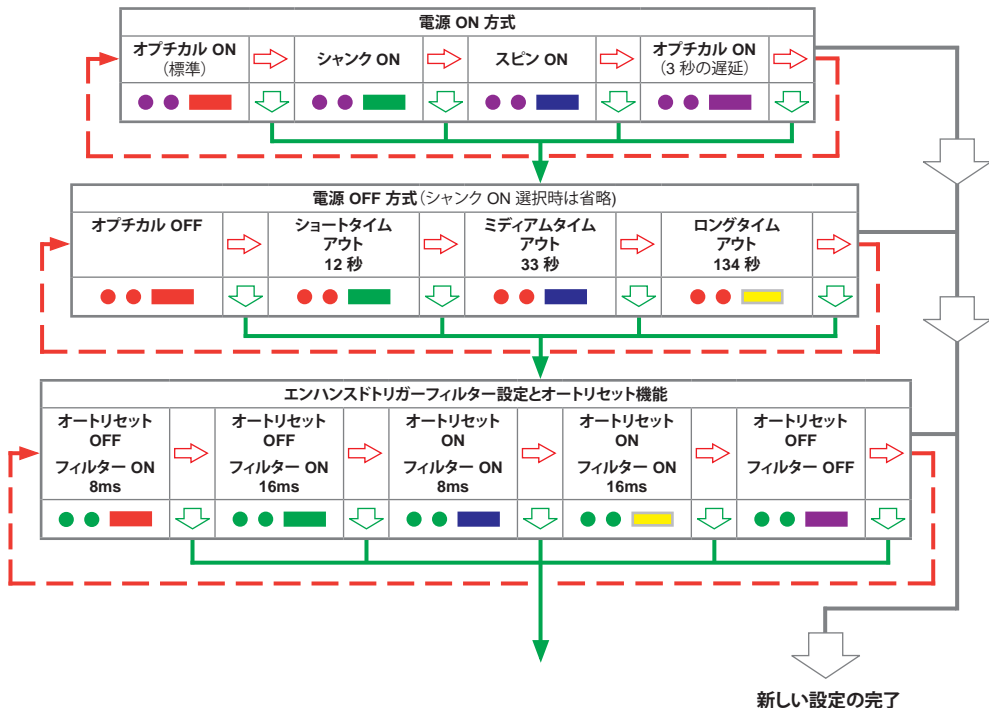 電源 ON 方式
オプチカル ON
（標準）
シャンク ON
スピン ON
オプチカル ON
（3 秒の遅延）
電源 OFF 方式（シャンク ON 選択時は省略)
オプチカル OFF
ショートタイム
アウト
12 秒
ミディアムタイム
アウト
33 秒
ロングタイム
アウト
134 秒
エンハンスドトリガーフィルター設定とオートリセット機能
オートリセット
OFF
フィルター ON
8ms
オートリセット
OFF
フィルター ON
16ms
オートリセット
ON
フィルター ON
8ms
オートリセット
ON
フィルター ON
16ms
オートリセット
OFF
フィルター OFF
新しい設定の完了